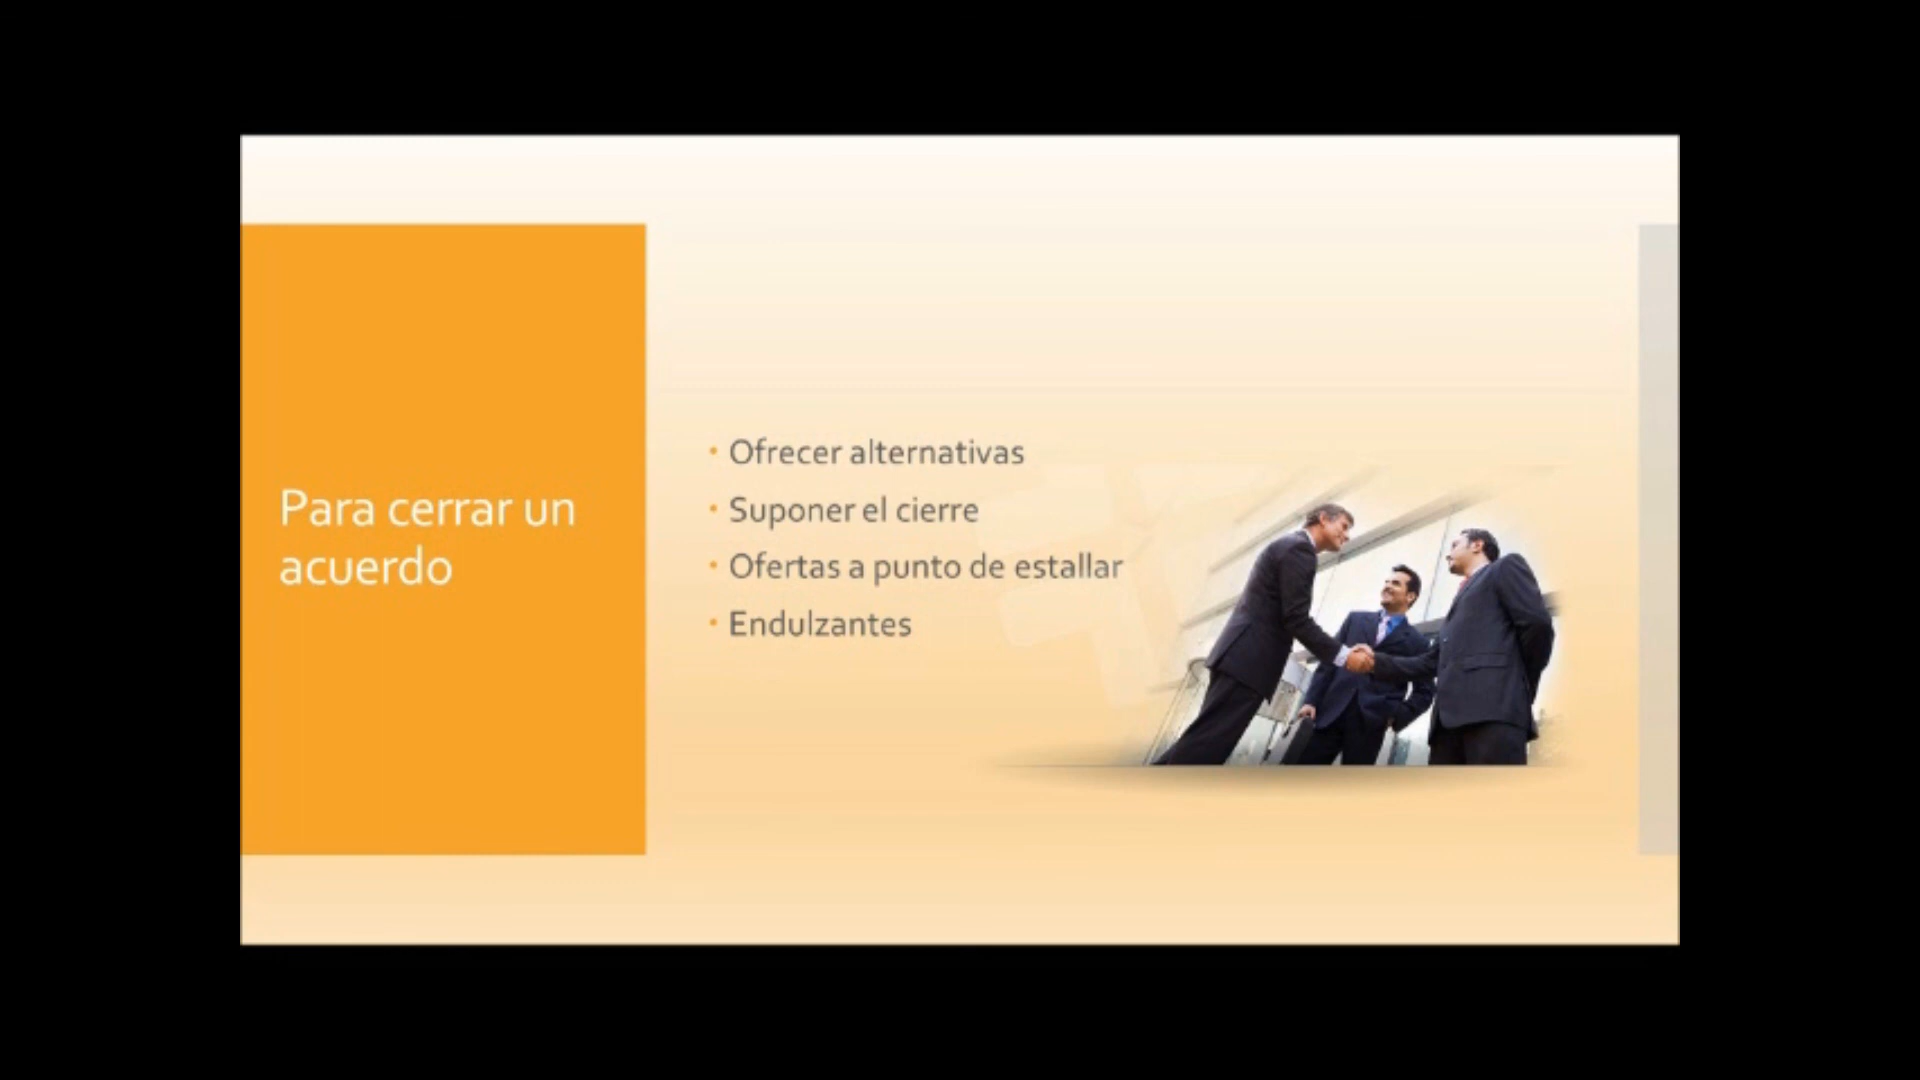 Para cerrar un
acuerdo
• Ofrecer alternativas
• Suponer el cierre
• Ofertas a punto de estallar
• Endulzantes